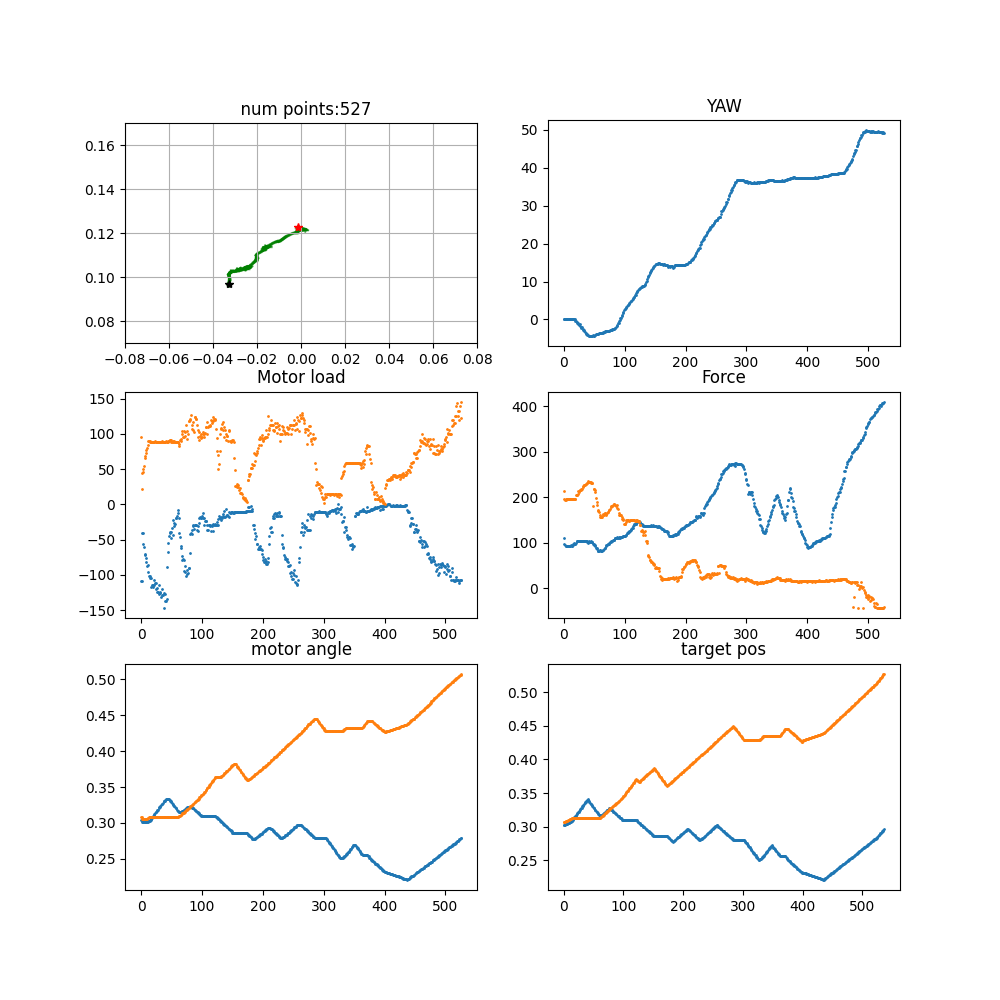 num points:527
0.16
0.14
0.12
0.10
0.08
−0.08 −0.06 −0.04 −0.02 0.00 0.02 0.04 0.06 0.08
YAW
50
40
30
20
10
0
0 100 200 300 400 500
Motor load
150
100
50
0
−50
−100
−150
0 100 200 300 400 500
Force
400
300
200
100
0
0 100 200 300 400 500
motor angle
0.50
0.45
0.40
0.35
0.30
0.25
0 100 200 300 400 500
target pos
0.50
0.45
0.40
0.35
0.30
0.25
0 100 200 300 400 500